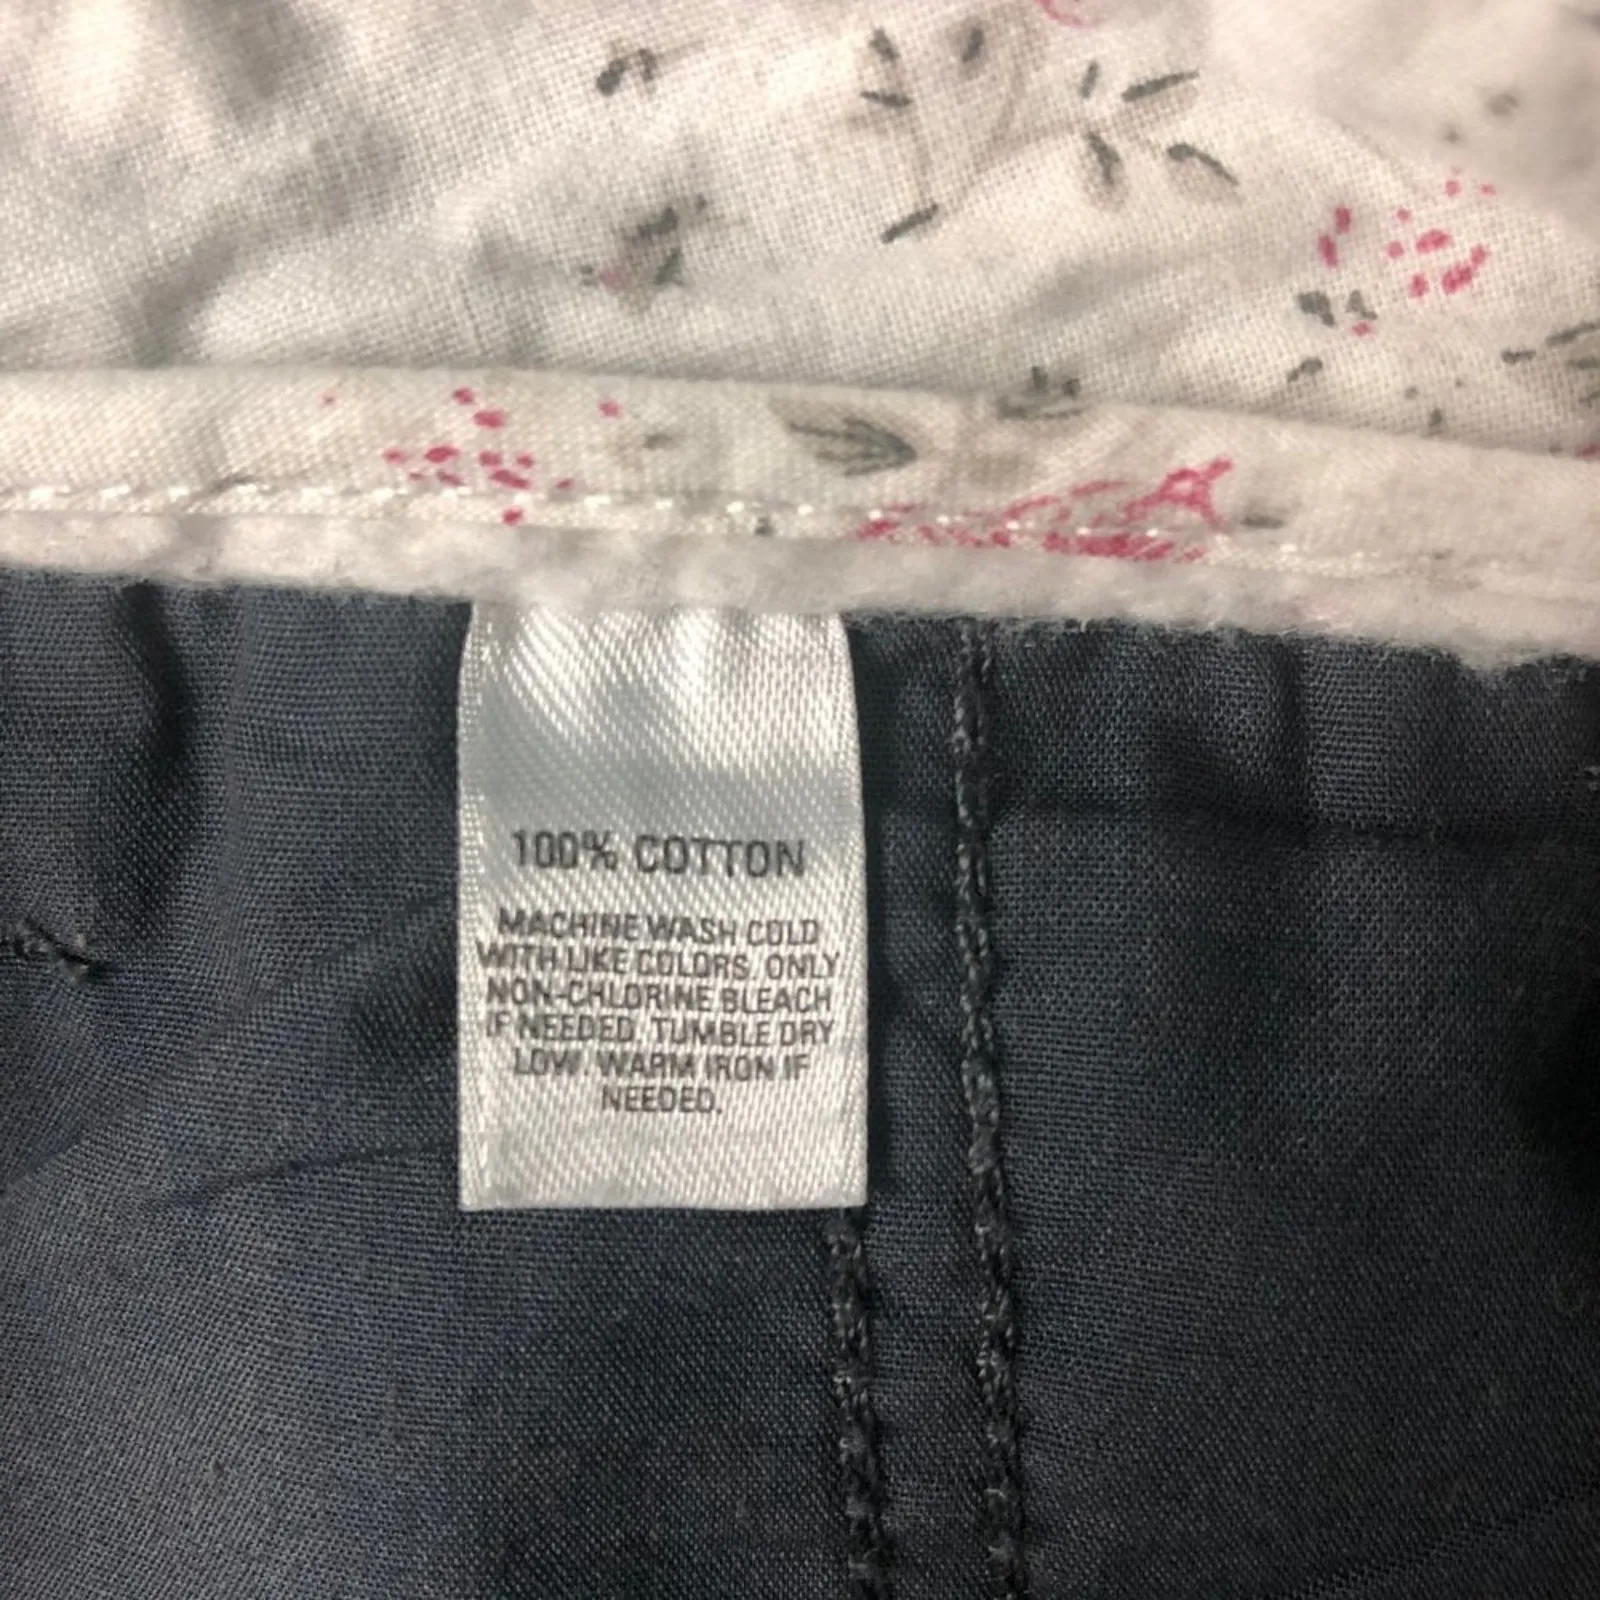 100% COTTON
MACHINE WASH COLD
WITH LIKE COLORS. ONLY
NON-CHLORINE BLEACH
IF NEEDED. TUMBLE DRY
LOW. WARM IRON IF
NEEDED.